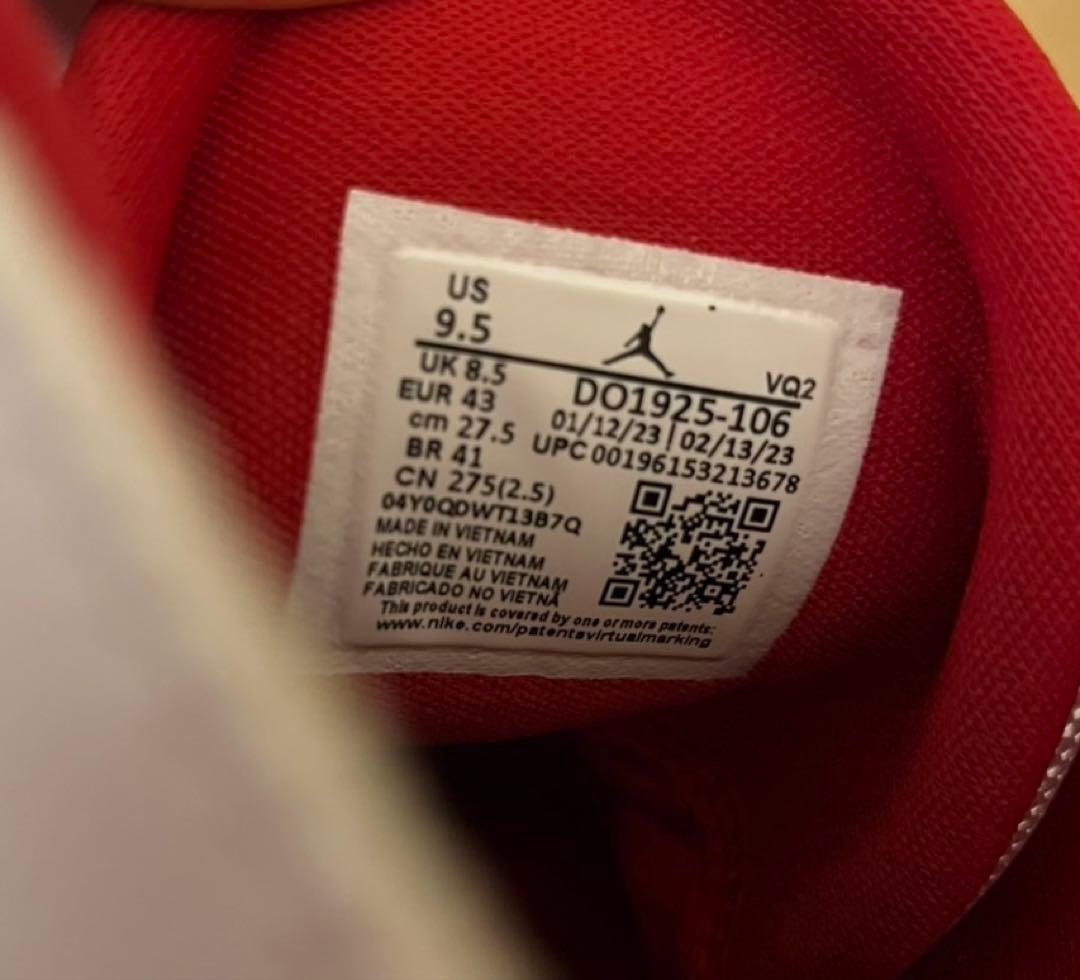 US
9.5
UK 8.5
EUR 43
cm 27.5
BR 41
CN 275(2.5)
04Y0QDWT13B7Q
MADE IN VIETNAM
HECHO EN VIETNAM
FABRIQUE AU VIETNAM
FABRICADO NO VIETNÃ
VQ2
DO1925-106
01/12/23 | 02/13/23
UPC 00196153213678
This product is covered by one or more patents:
www.nike.com/patentsvirtualmarking